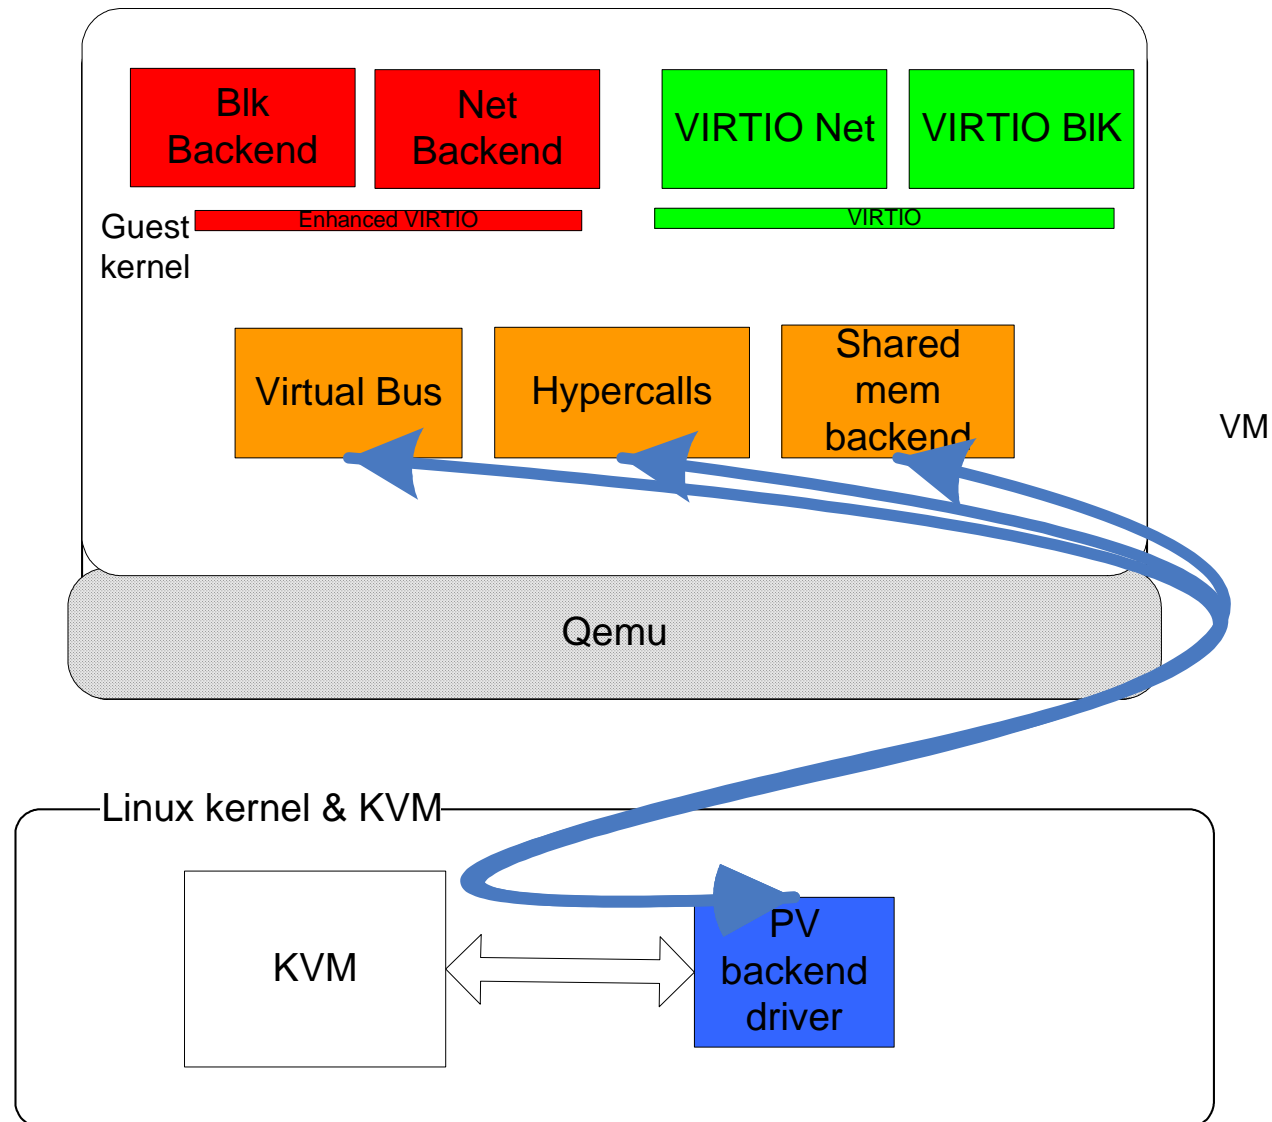 Blk
Backend
Net
Backend
VIRTIO Net
VIRTIO BlK
Enhanced VIRTIO
VIRTIO
Guest
kernel
Virtual Bus
Hypercalls
Shared
mem
backend
VM
Qemu
Linux kernel & KVM
KVM
PV
backend
driver